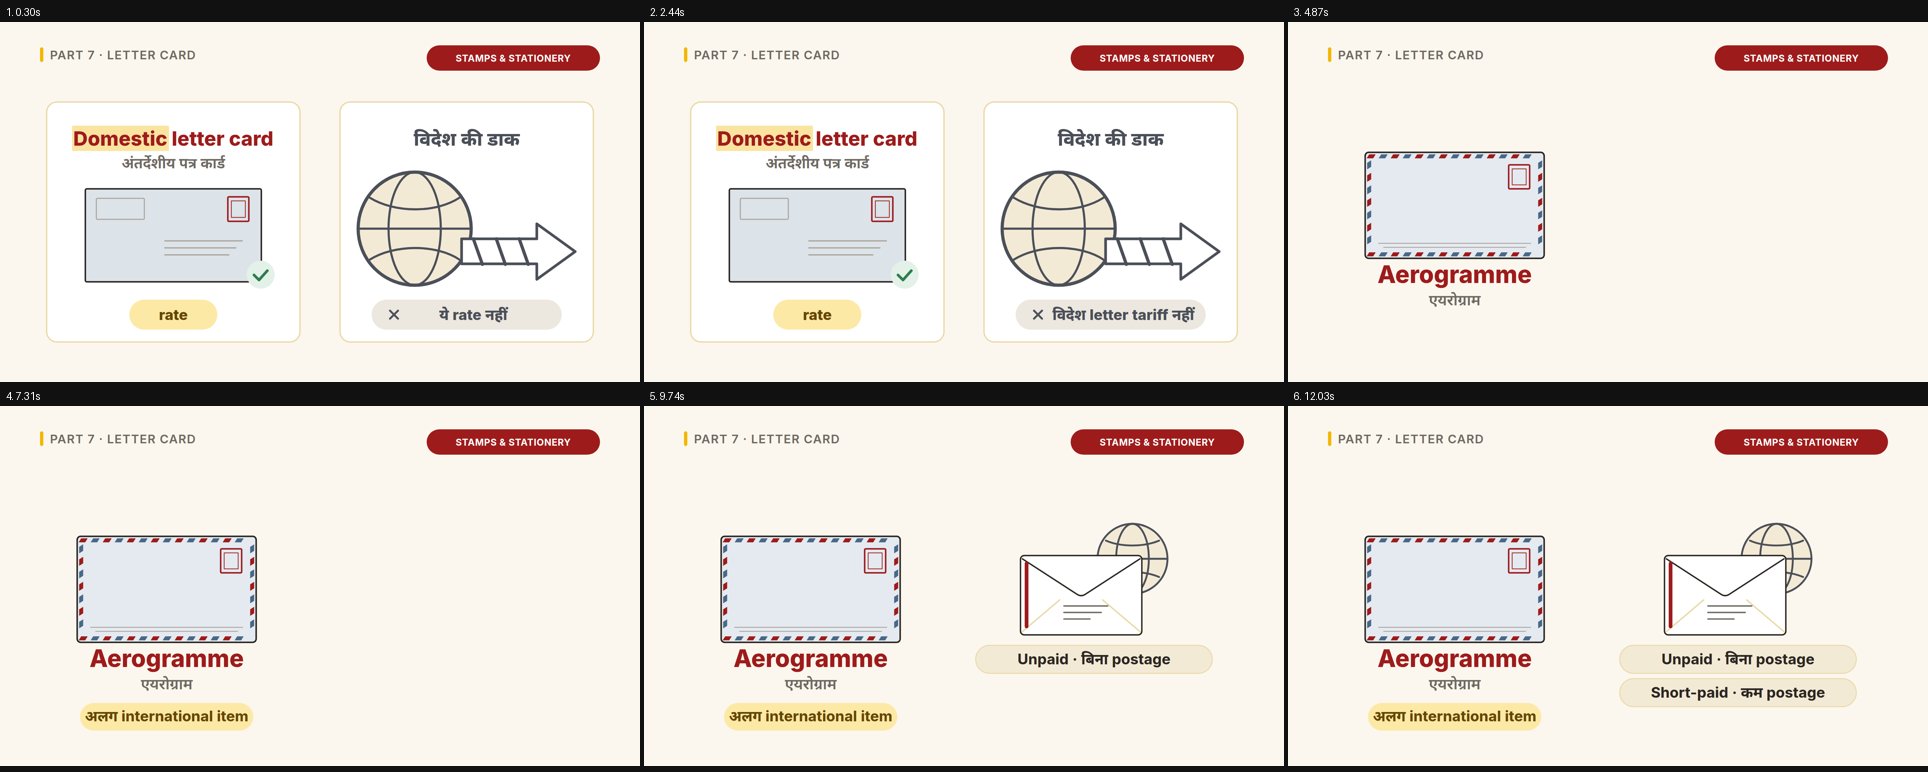 1. 0.30s
PART 7 · LETTER CARD
STAMPS & STATIONERY
Domestic letter card
अंतर्देशीय पत्र कार्ड
rate
विदेश की डाक
✕ ये rate नहीं
2. 2.44s
PART 7 · LETTER CARD
STAMPS & STATIONERY
Domestic letter card
अंतर्देशीय पत्र कार्ड
rate
विदेश की डाक
✕ विदेश letter tariff नहीं
3. 4.87s
PART 7 · LETTER CARD
STAMPS & STATIONERY
Aerogramme
एयरोग्राम
4. 7.31s
PART 7 · LETTER CARD
STAMPS & STATIONERY
Aerogramme
एयरोग्राम
अलग international item
5. 9.74s
PART 7 · LETTER CARD
STAMPS & STATIONERY
Aerogramme
एयरोग्राम
अलग international item
Unpaid · बिना postage
6. 12.03s
PART 7 · LETTER CARD
STAMPS & STATIONERY
Aerogramme
एयरोग्राम
अलग international item
Unpaid · बिना postage
Short-paid · कम postage